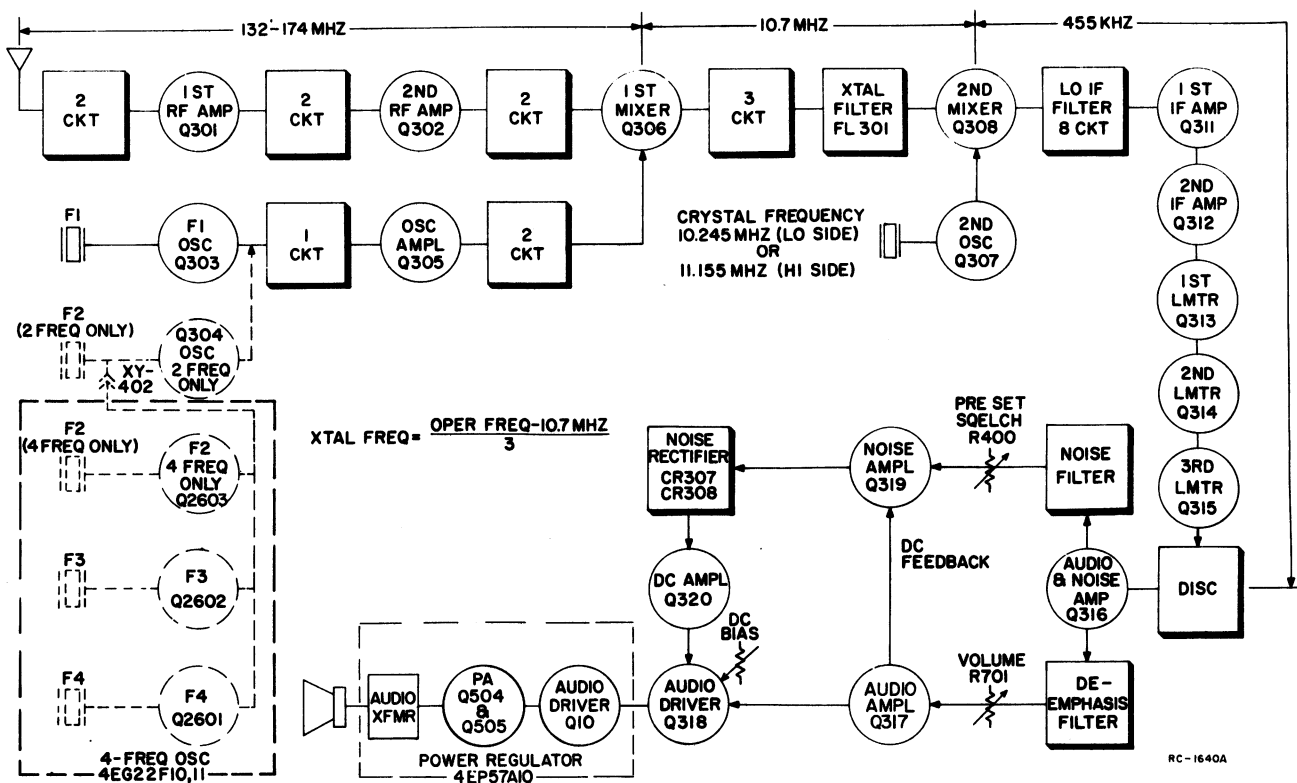 132-174 MHZ
10.7 MHZ
455 KHZ
2
CKT
1ST
RF AMP
Q301
2
CKT
2ND
RF AMP
Q302
2
CKT
1ST
MIXER
Q306
3
CKT
XTAL
FILTER
FL 301
2ND
MIXER
Q308
LO IF
FILTER
8 CKT
1ST
IF AMP
Q311
F1
F1
OSC
Q303
1
CKT
OSC
AMPL
Q305
2
CKT
CRYSTAL FREQUENCY
10.245 MHZ (LO SIDE)
OR
11.155 MHZ (HI SIDE)
2ND
OSC
Q307
2ND
IF AMP
Q312
1ST
LMTR
Q313
F2
(2 FREQ ONLY)
Q304
OSC
2 FREQ
ONLY
XY-
402
2ND
LMTR
Q314
F2
(4 FREQ ONLY)
F2
4 FREQ
ONLY
Q2603
XTAL FREQ= OPER FREQ-10.7 MHZ
3
NOISE
RECTIFIER
CR307
CR308
NOISE
AMPL
Q319
PRE SET
SQELCH
R400
NOISE
FILTER
3RD
LMTR
Q315
F3
F3
Q2602
DC AMPL
Q320
DC
FEEDBACK
AUDIO
& NOISE
AMP
Q316
DISC
F4
F4
Q2601
4-FREQ OSC
4EG22F10,11
AUDIO
XFMR
PA
Q504
&
Q505
AUDIO
DRIVER
Q10
POWER REGULATOR
4EP57A10
DC
BIAS
AUDIO
DRIVER
Q318
AUDIO
AMPL
Q317
VOLUME
R701
DE-
EMPHASIS
FILTER
RC-1640A